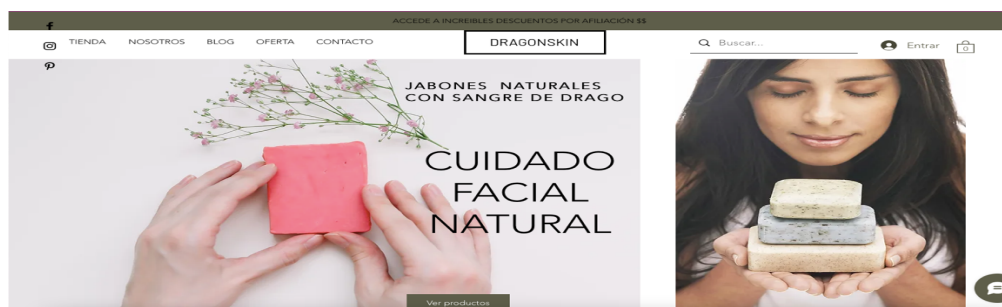 ACCEDE A INCREIBLES DESCUENTOS POR AFILIACIÓN $$
TIENDA NOSOTROS BLOG OFERTA CONTACTO
DRAGONSKIN
Buscar...
Entrar
0
JABONES NATURALES
CON SANGRE DE DRAGO
CUIDADO
FACIAL
NATURAL
Ver productos